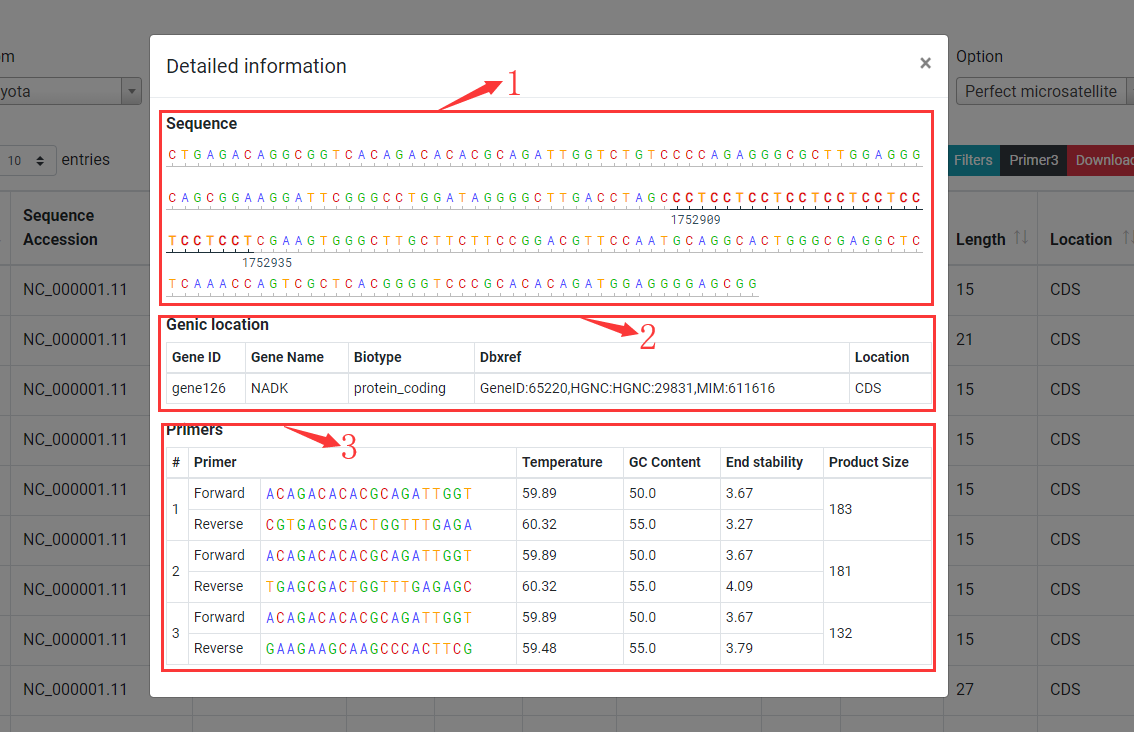 om
yota
10 entries
Sequence Accession
NC_000001.11
NC_000001.11
NC_000001.11
NC_000001.11
NC_000001.11
NC_000001.11
NC_000001.11
NC_000001.11
NC_000001.11
Detailed information ×
1
Sequence
CTGAGACAGGCGGTCACAGACACACGCAGATTGGTCTGTCCCCAGAGGGCGCTTGGAGGG
CAGCGGAAGGATTCGGGCCTGGATAGGGGCTTGACCTAGCCCTCCTCCTCCTCCTCCTCC
1752909
TCCTCCTCGAAGTGGGCTTGCTTCTTCCGGACGTTCCAATGCAGGCACTGGGCGAGGCTC
1752935
TCAAACCAGTCGCTCACGGGGTCCCGCACACAGATGGAGGGGAGCGG
2
Genic location
Gene ID Gene Name Biotype Dbxref Location
gene126 NADK protein_coding GeneID:65220,HGNC:HGNC:29831,MIM:611616 CDS
3
Primers
# Primer Temperature GC Content End stability Product Size
1 Forward ACAGACACACGCAGATTGGT 59.89 50.0 3.67 183
Reverse CGTGAGCGACTGGTTTGAGA 60.32 55.0 3.27
2 Forward ACAGACACACGCAGATTGGT 59.89 50.0 3.67 181
Reverse TGAGCGACTGGTTTGAGAGC 60.32 55.0 4.09
3 Forward ACAGACACACGCAGATTGGT 59.89 50.0 3.67 132
Reverse GAAGAAGCAAGCCCACTTCG 59.48 55.0 3.79
Option
Perfect microsatellite
Filters Primer3 Download
Length Location
15 CDS
21 CDS
15 CDS
15 CDS
15 CDS
15 CDS
15 CDS
15 CDS
27 CDS